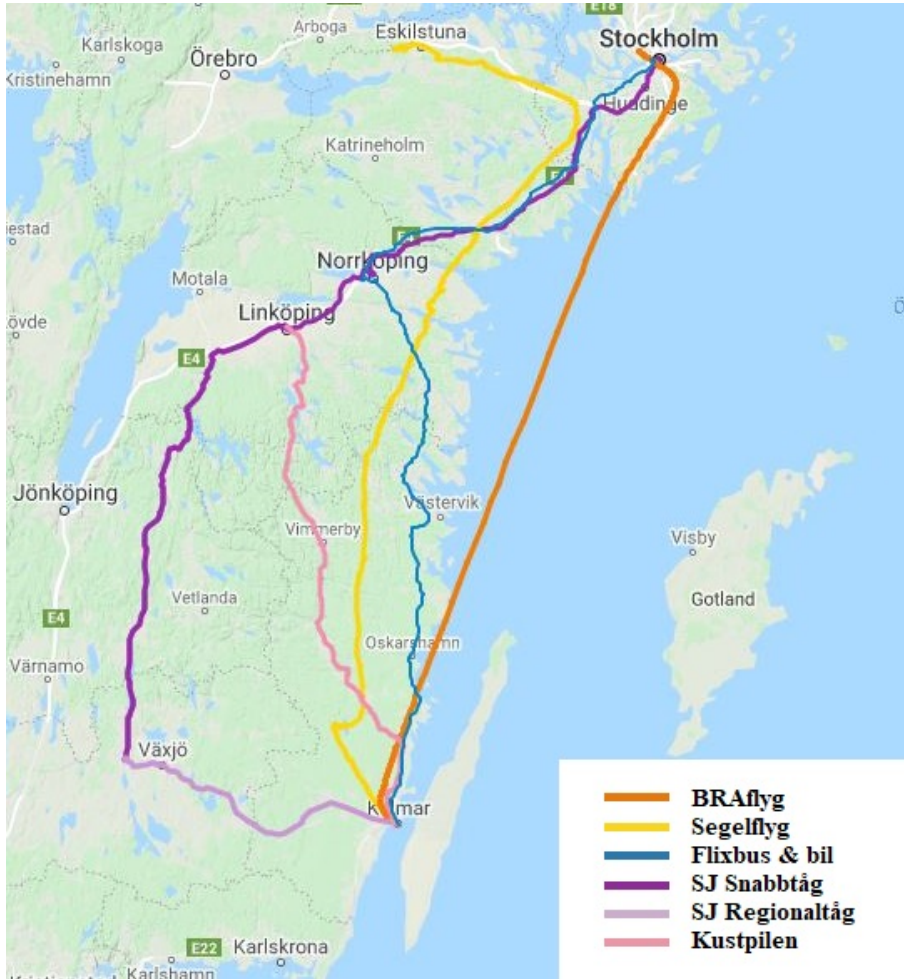 E18
Arboga
Eskilstuna
Karlskoga
Stockholm
Örebro
Kristinehamn
Huddinge
Katrineholm
E4
estad
E4
Norrköping
Motala
Linköping
Ö
övde
E4
Jönköping
Västervik
Vimmerby
Visby
Gotland
Vetlanda
E4
Oskarshamn
Värnamo
Växjö
Kalmar
BRAflyg
Segelflyg
Flixbus & bil
SJ Snabbtåg
SJ Regionaltåg
Kustpilen
E22
Karlskrona
Karlshamn